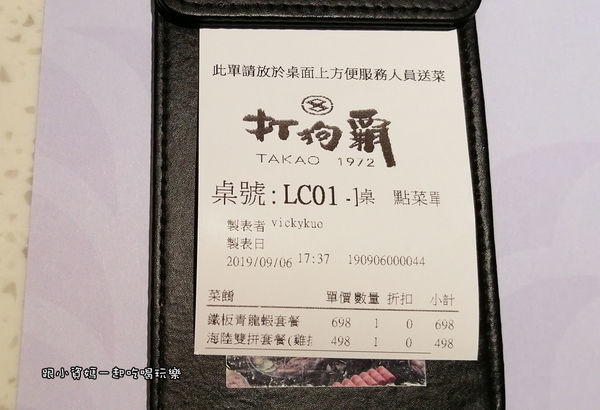 此單請放於桌面上方便服務人員送菜
打狗霸
TAKAO 1972
桌號:LC01 -1桌 點菜單
製表者 vickykuo
製表日
2019/09/06 17:37 190906000044
菜餚 單價 數量 折扣 小計
鐵板青龍蝦套餐 698 1 0 698
海陸雙拼套餐(雞 498 1 0 498
跟小資媽一起吃喝玩樂